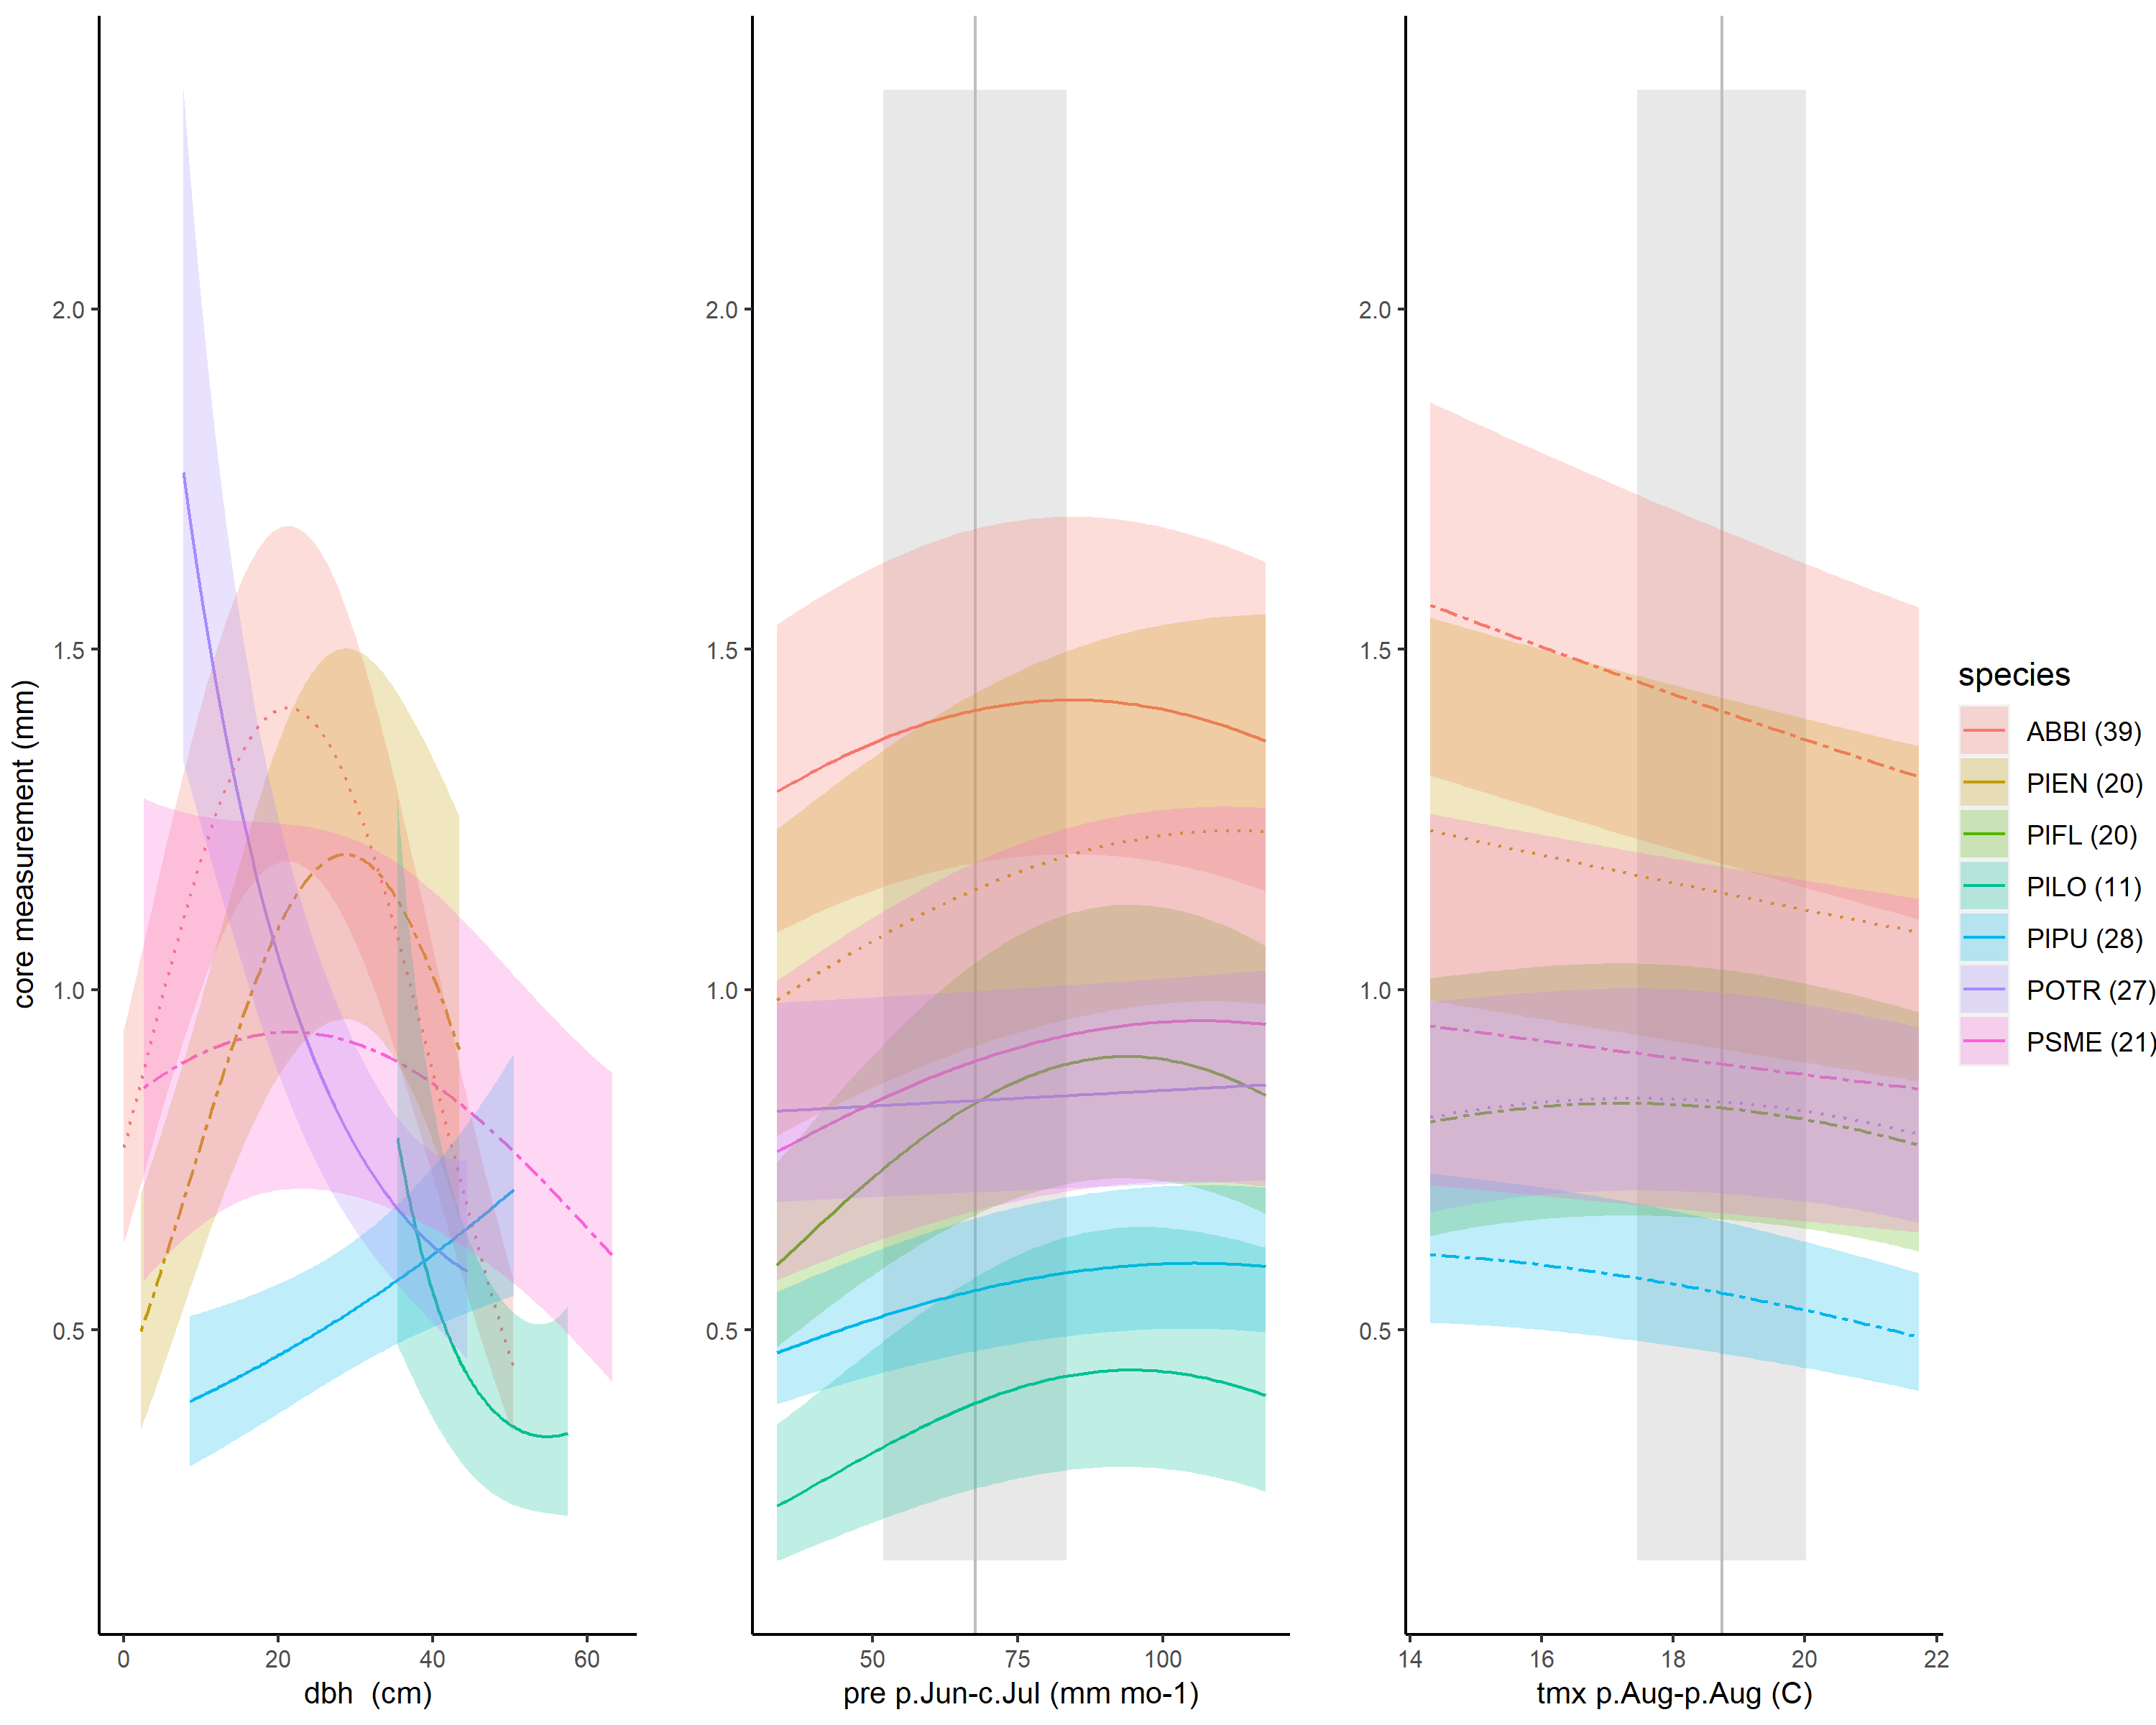 core measurement (mm)
2.0
1.5
1.0
0.5
0 20 40 60
dbh  (cm)
2.0
1.5
1.0
0.5
50 75 100
pre p.Jun-c.Jul (mm mo-1)
2.0
1.5
1.0
0.5
14 16 18 20 22
tmx p.Aug-p.Aug (C)
species
ABBI (39)
PIEN (20)
PIFL (20)
PILO (11)
PIPU (28)
POTR (27)
PSME (21)